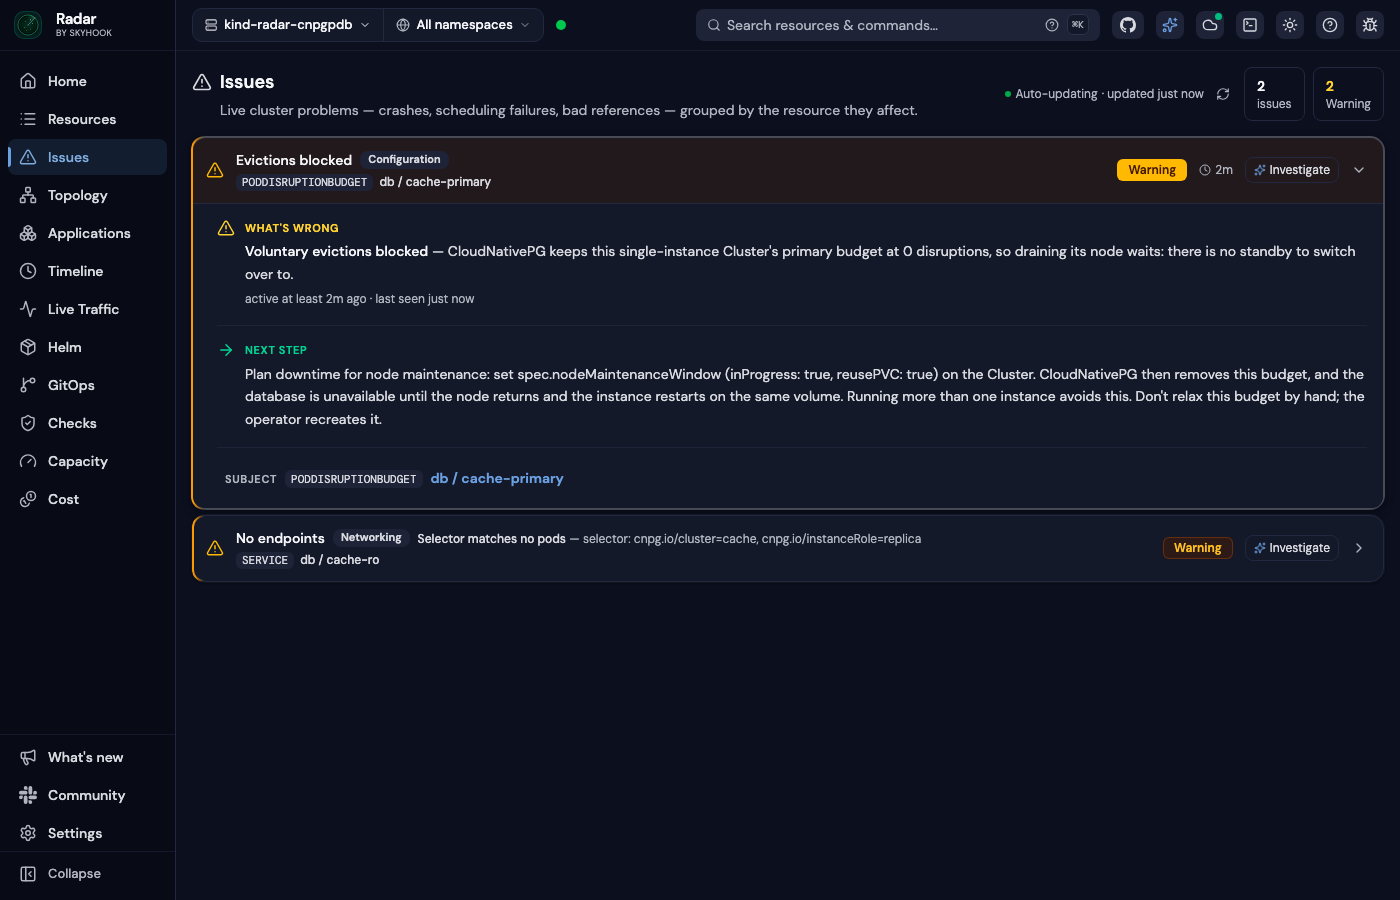 Radar
BY SKYHOOK
kind-radar-cnpgpdb
All namespaces
Search resources & commands...
⌘K
Home
Resources
Issues
Topology
Applications
Timeline
Live Traffic
Helm
GitOps
Checks
Capacity
Cost
What's new
Community
Settings
Collapse
Issues
Live cluster problems — crashes, scheduling failures, bad references — grouped by the resource they affect.
Auto-updating · updated just now
2
issues
2
Warning
Evictions blocked Configuration
PODDISRUPTIONBUDGET db / cache-primary
Warning 2m Investigate
WHAT'S WRONG
Voluntary evictions blocked — CloudNativePG keeps this single-instance Cluster's primary budget at 0 disruptions, so draining its node waits: there is no standby to switch
over to.
active at least 2m ago · last seen just now
NEXT STEP
Plan downtime for node maintenance: set spec.nodeMaintenanceWindow (inProgress: true, reusePVC: true) on the Cluster. CloudNativePG then removes this budget, and the
database is unavailable until the node returns and the instance restarts on the same volume. Running more than one instance avoids this. Don't relax this budget by hand; the
operator recreates it.
SUBJECT PODDISRUPTIONBUDGET db / cache-primary
No endpoints Networking Selector matches no pods — selector: cnpg.io/cluster=cache, cnpg.io/instanceRole=replica
SERVICE db / cache-ro
Warning Investigate